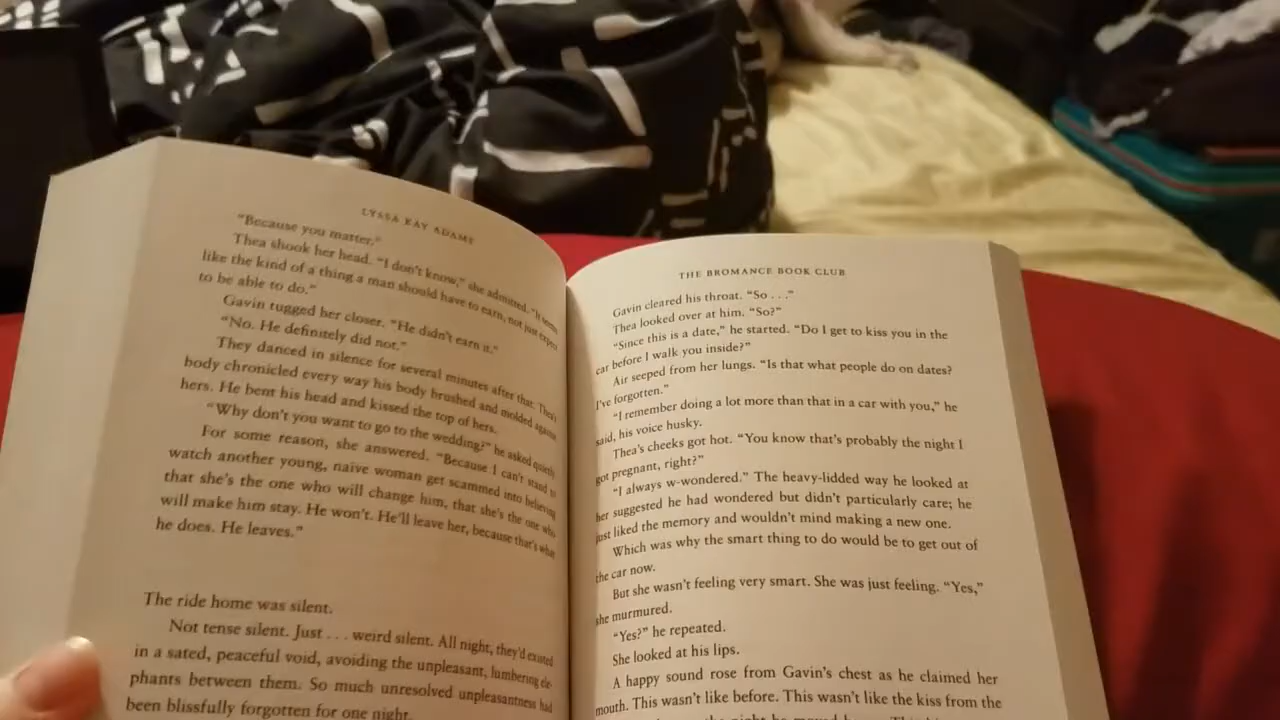 LYSSA KAY ADAMS
"Because you matter."
Thea shook her head. "I don't know," she admitted. "It seems
like the kind of a thing a man should have to earn, not just expect
to be able to do."
Gavin tugged her closer. "He didn't earn it."
"No. He definitely did not."
They danced in silence for several minutes after that. Thea's
body chronicled every way his body brushed and molded against
hers. He bent his head and kissed the top of hers.
"Why don't you want to go to the wedding?" he asked quietly.
For some reason, she answered. "Because I can't stand to
watch another young, naive woman get scammed into believing
that she's the one who will change him, that she's the one who
will make him stay. He won't. He'll leave her, because that's what
he does. He leaves."
The ride home was silent.
Not tense silent. Just . . . weird silent. All night, they'd existed
in a sated, peaceful void, avoiding the unpleasant, lumbering ele-
phants between them. So much unresolved unpleasantness had
been blissfully forgotten for one night.
THE BROMANCE BOOK CLUB
Gavin cleared his throat. "So . . ."
Thea looked over at him. "So?"
"Since this is a date," he started. "Do I get to kiss you in the
car before I walk you inside?"
Air seeped from her lungs. "Is that what people do on dates?
I've forgotten."
"I remember doing a lot more than that in a car with you," he
said, his voice husky.
Thea's cheeks got hot. "You know that's probably the night I
got pregnant, right?"
"I always w-wondered." The heavy-lidded way he looked at
her suggested he had wondered but didn't particularly care; he
just liked the memory and wouldn't mind making a new one.
Which was why the smart thing to do would be to get out of
the car now.
But she wasn't feeling very smart. She was just feeling. "Yes,"
she murmured.
"Yes?" he repeated.
She looked at his lips.
A happy sound rose from Gavin's chest as he claimed her
mouth. This wasn't like before. This wasn't like the kiss from the